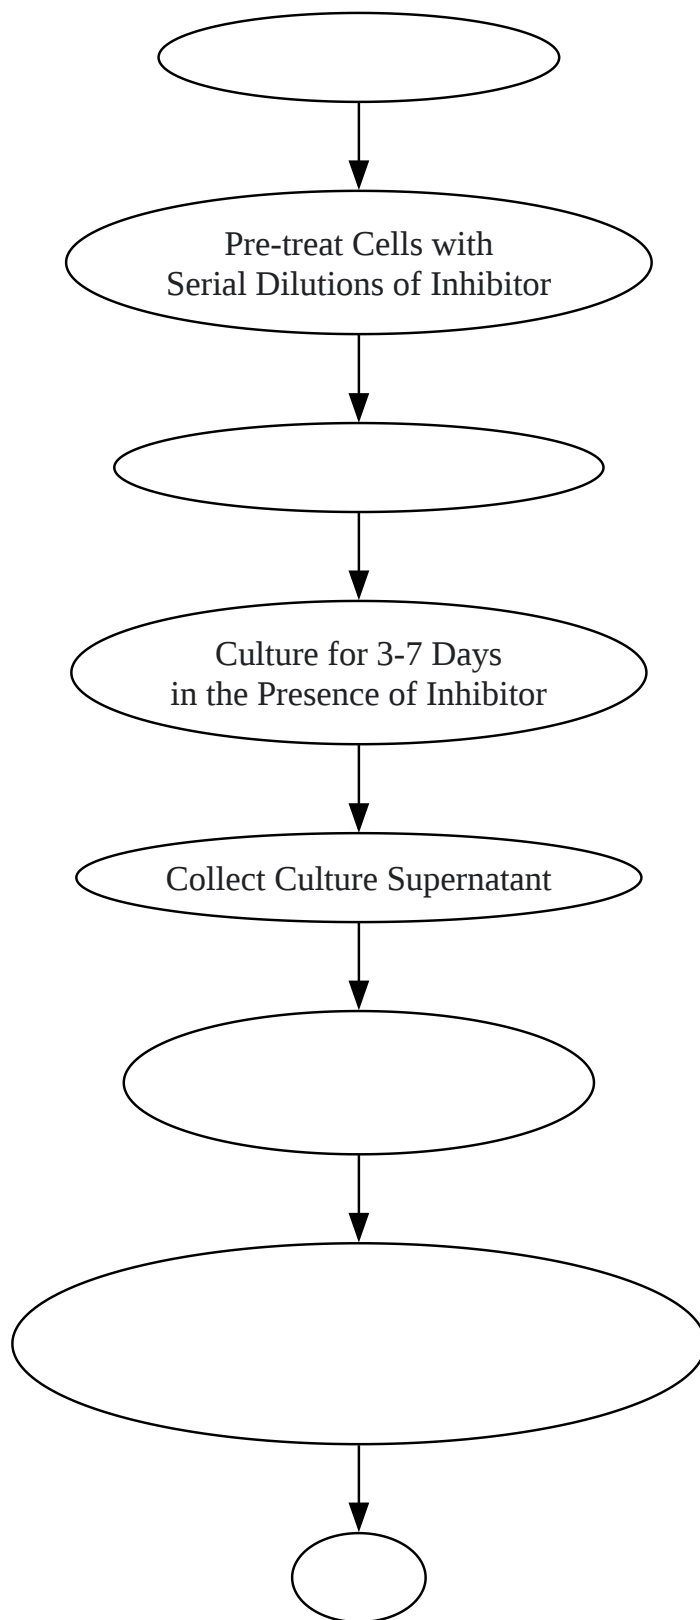 Pre-treat Cells with
Serial Dilutions of Inhibitor
Culture for 3-7 Days
in the Presence of Inhibitor
Collect Culture Supernatant